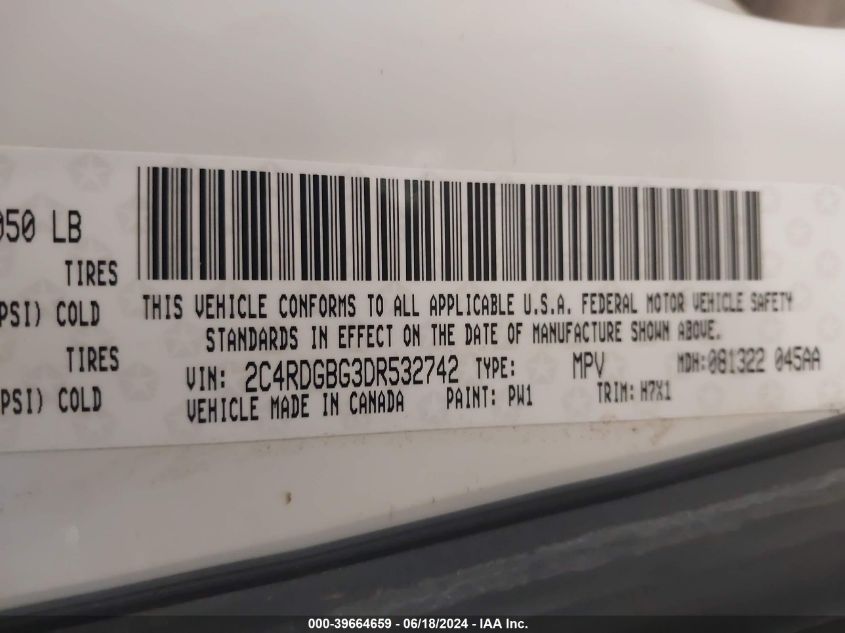 050 LB
TIRES
PSI) COLD
TIRES
PSI) COLD
THIS VEHICLE CONFORMS TO ALL APPLICABLE U.S.A. FEDERAL MOTOR VEHICLE SAFETY
STANDARDS IN EFFECT ON THE DATE OF MANUFACTURE SHOWN ABOVE.
VIN: 2C4RDGBG3DR532742 TYPE: MPV MDH:081322 045AA
VEHICLE MADE IN CANADA PAINT: PW1 TRIM: H7X1
000-39664659 - 06/18/2024 - IAA Inc.